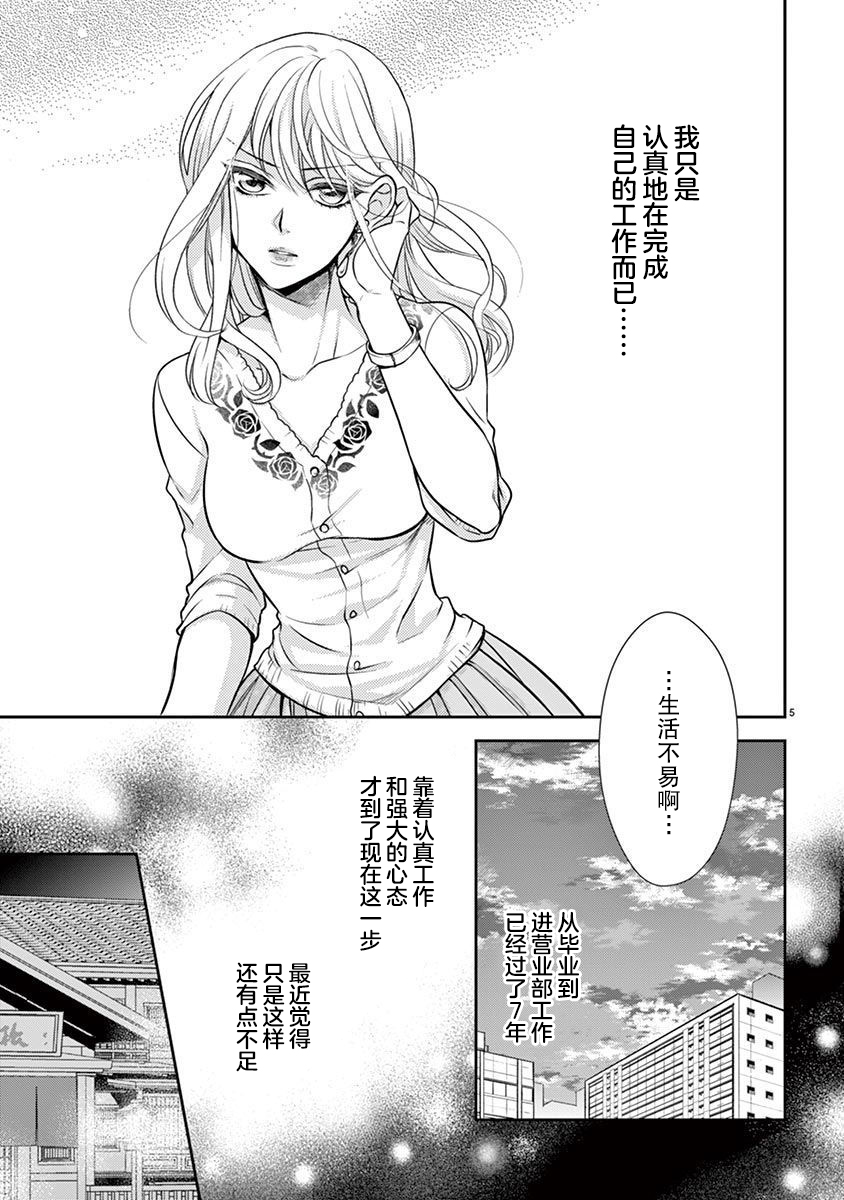 我只是
认真地在完成
自己的工作而已……
…生活不易啊…
5
从毕业到
进营业部工作
已经过了7年
靠着认真工作
和强大的心态
才到了现在这一步
最近觉得
只是这样
还有点不足